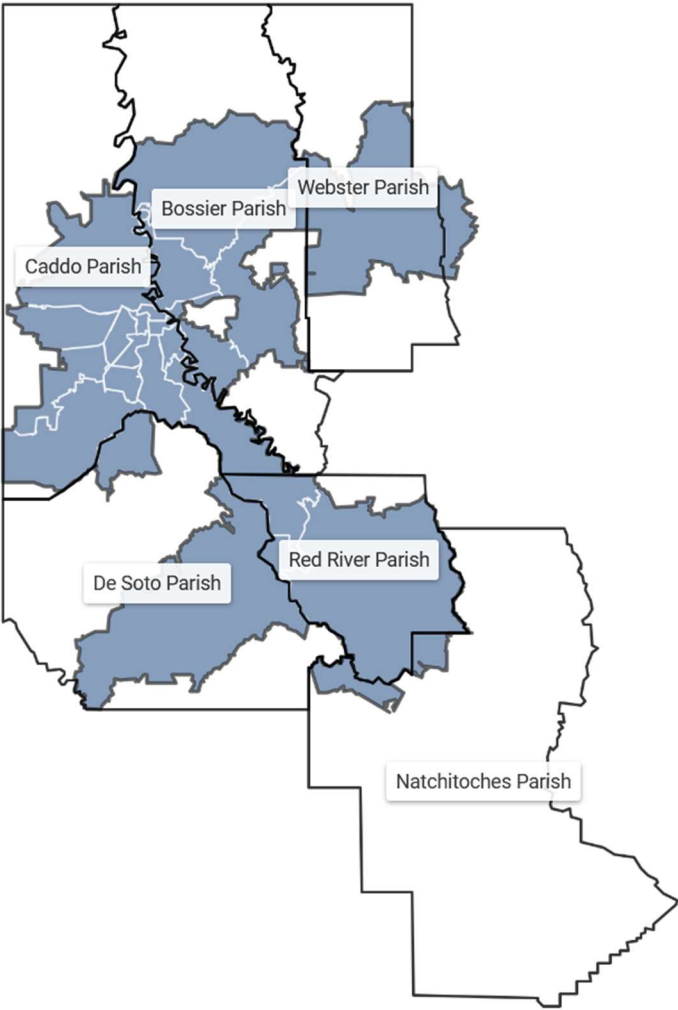 Webster Parish
Bossier Parish
Caddo Parish
Red River Parish
De Soto Parish
Natchitoches Parish